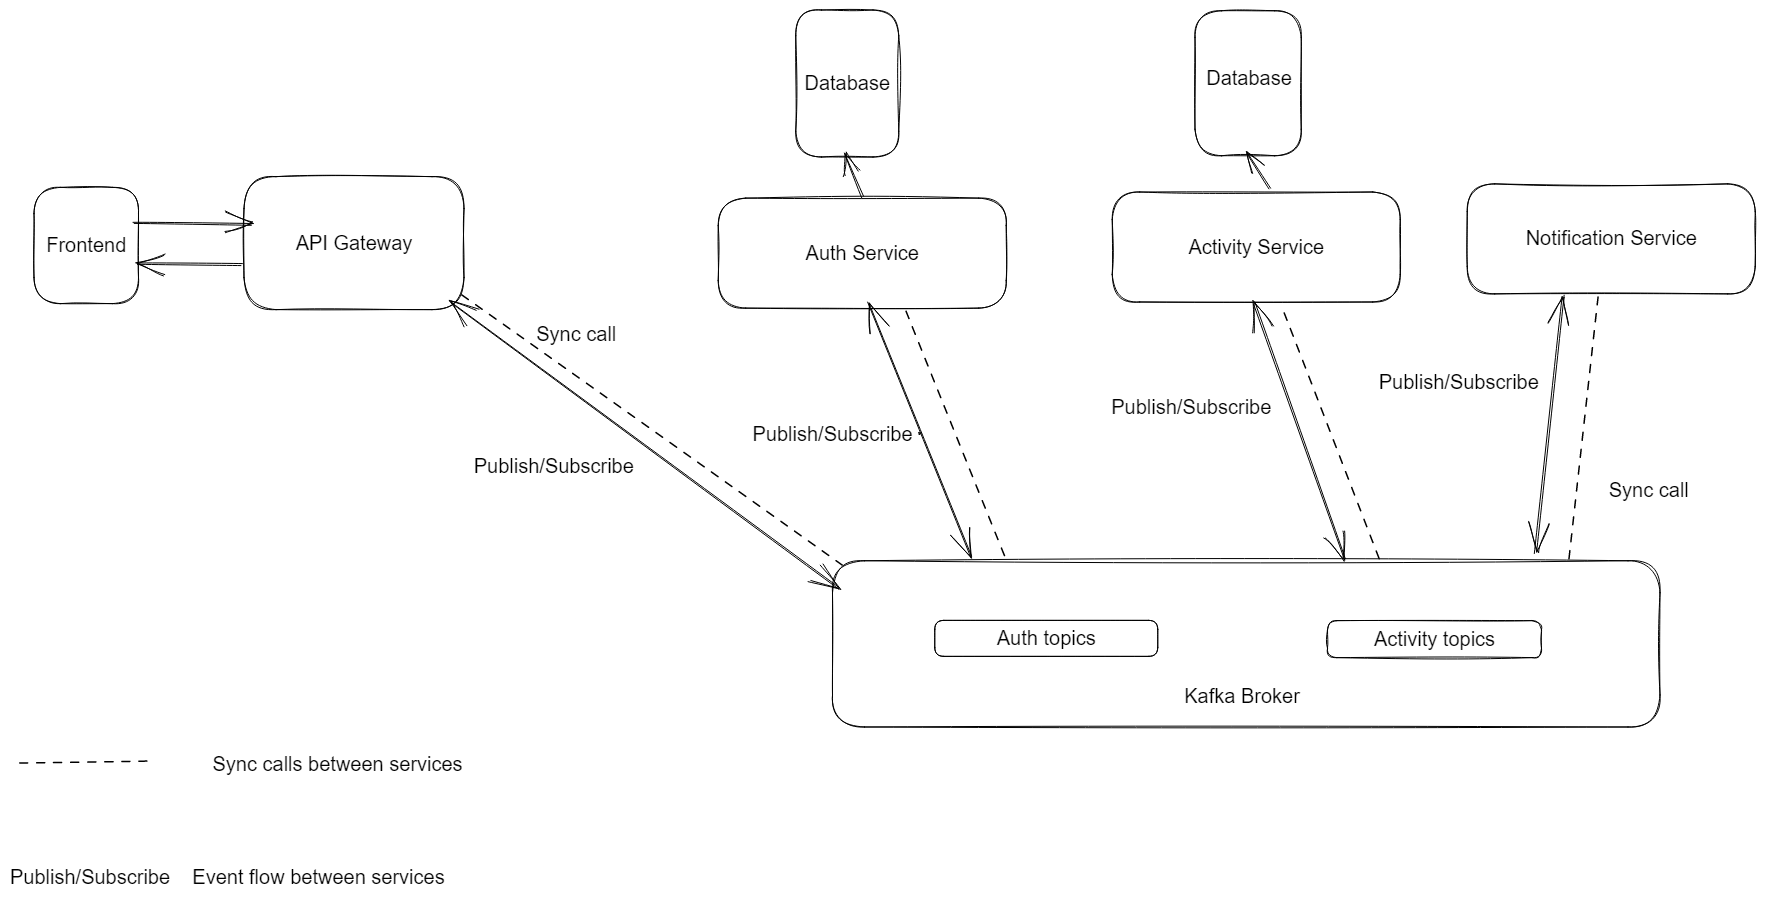 Database
Database
Frontend
API Gateway
Auth Service
Activity Service
Notification Service
Sync call
Publish/Subscribe
Publish/Subscribe
Publish/Subscribe
Publish/Subscribe
Sync call
Auth topics
Activity topics
Kafka Broker
Sync calls between services
Publish/Subscribe Event flow between services